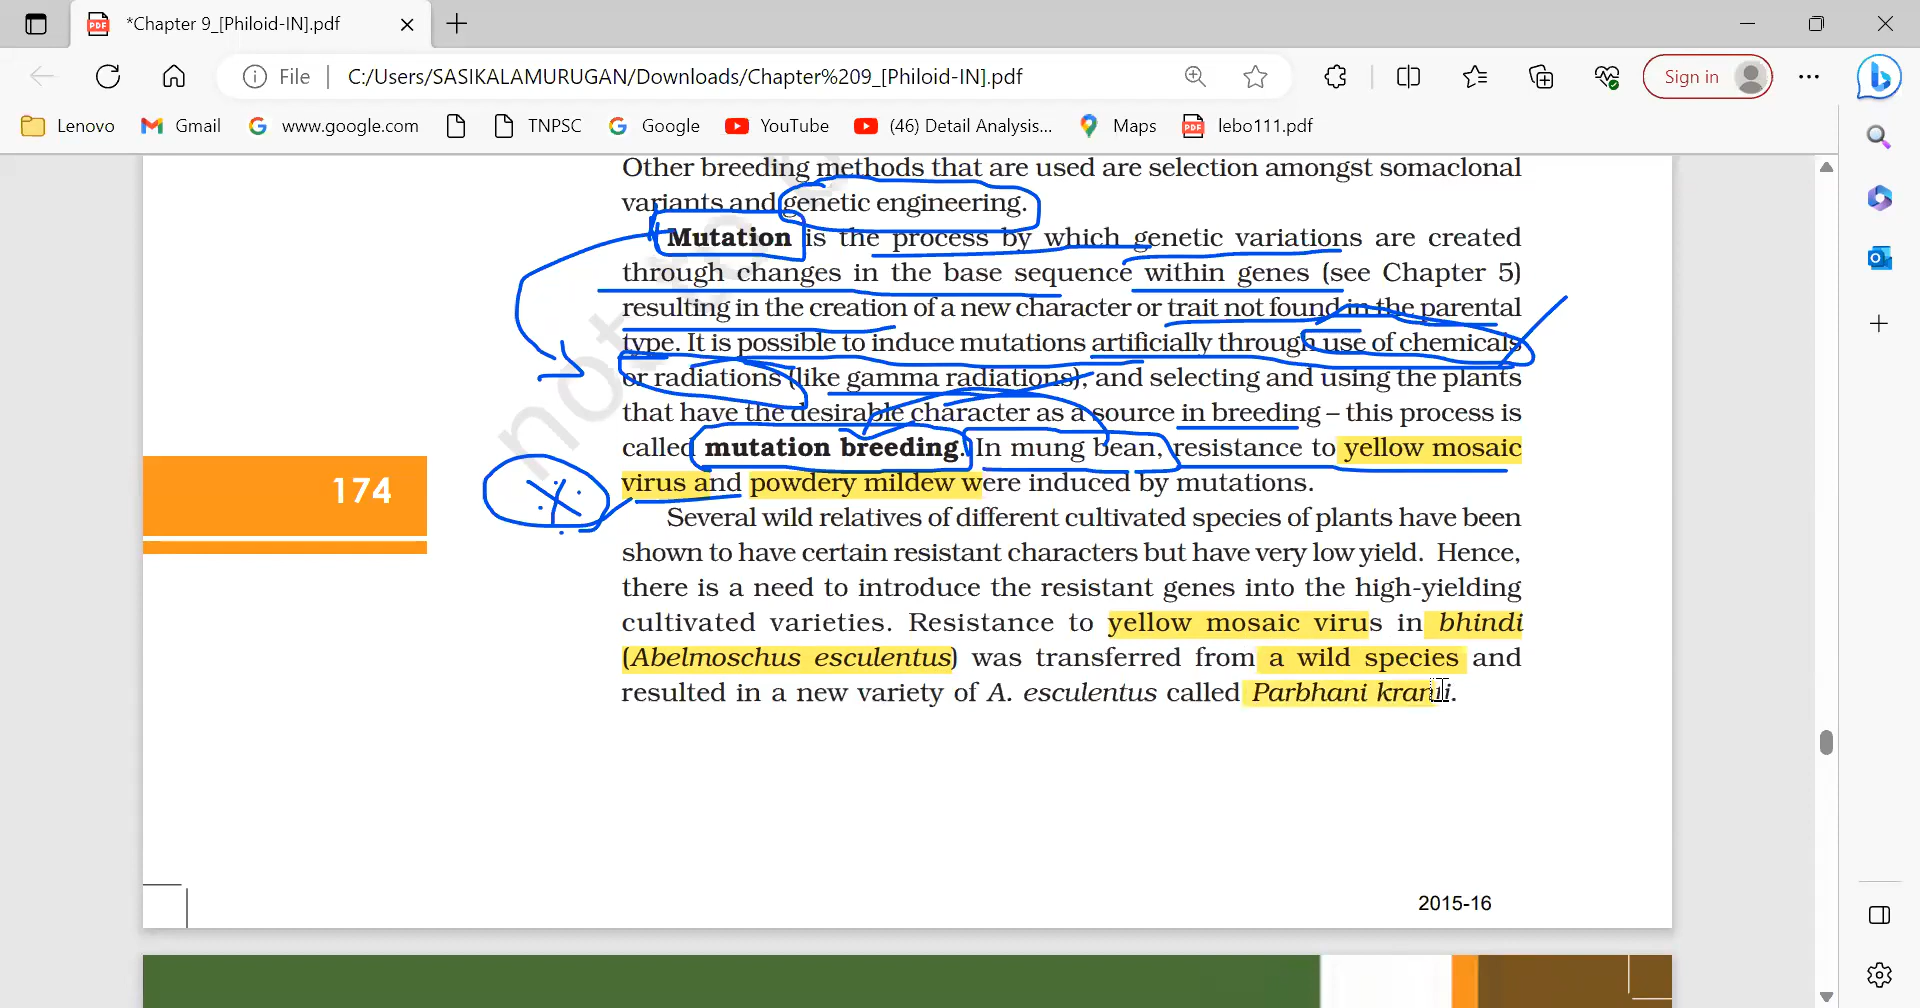 *Chapter 9_[Philoid-IN].pdf
File
C:/Users/SASIKALAMURUGAN/Downloads/Chapter%209_[Philoid-IN].pdf
Sign in
Lenovo Gmail www.google.com TNPSC Google YouTube (46) Detail Analysis... Maps lebo111.pdf
Other breeding methods that are used are selection amongst somaclonal
variants and genetic engineering.
Mutation is the process by which genetic variations are created
through changes in the base sequence within genes (see Chapter 5)
resulting in the creation of a new character or trait not found in the parental
type. It is possible to induce mutations artificially through use of chemicals
or radiations (like gamma radiations), and selecting and using the plants
that have the desirable character as a source in breeding – this process is
called mutation breeding. In mung bean, resistance to yellow mosaic
virus and powdery mildew were induced by mutations.
174
Several wild relatives of different cultivated species of plants have been
shown to have certain resistant characters but have very low yield. Hence,
there is a need to introduce the resistant genes into the high-yielding
cultivated varieties. Resistance to yellow mosaic virus in bhindi
(Abelmoschus esculentus) was transferred from a wild species and
resulted in a new variety of A. esculentus called Parbhani kranti.
not
2015-16